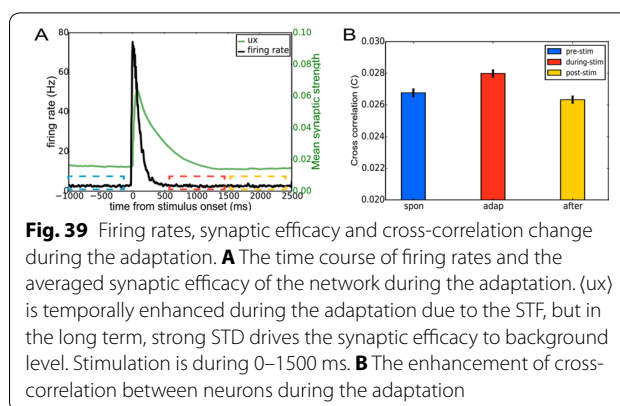 A
B
ux
firing rate
80
60
40
20
0
firing rate (Hz)
0.10
0.08
0.06
0.04
0.02
0.00
Mean synaptic strength
−1000 −500 0 500 1000 1500 2000 2500
time from stimulus onset (ms)
0.030
0.028
0.026
0.024
0.022
0.020
Cross correlation (C)
pre-stim
during-stim
post-stim
spon adap after
Fig. 39 Firing rates, synaptic efficacy and cross-correlation change
during the adaptation. A The time course of firing rates and the
averaged synaptic efficacy of the network during the adaptation. ⟨ux⟩
is temporally enhanced during the adaptation due to the STF, but in
the long term, strong STD drives the synaptic efficacy to background
level. Stimulation is during 0–1500 ms. B The enhancement of cross-
correlation between neurons during the adaptation